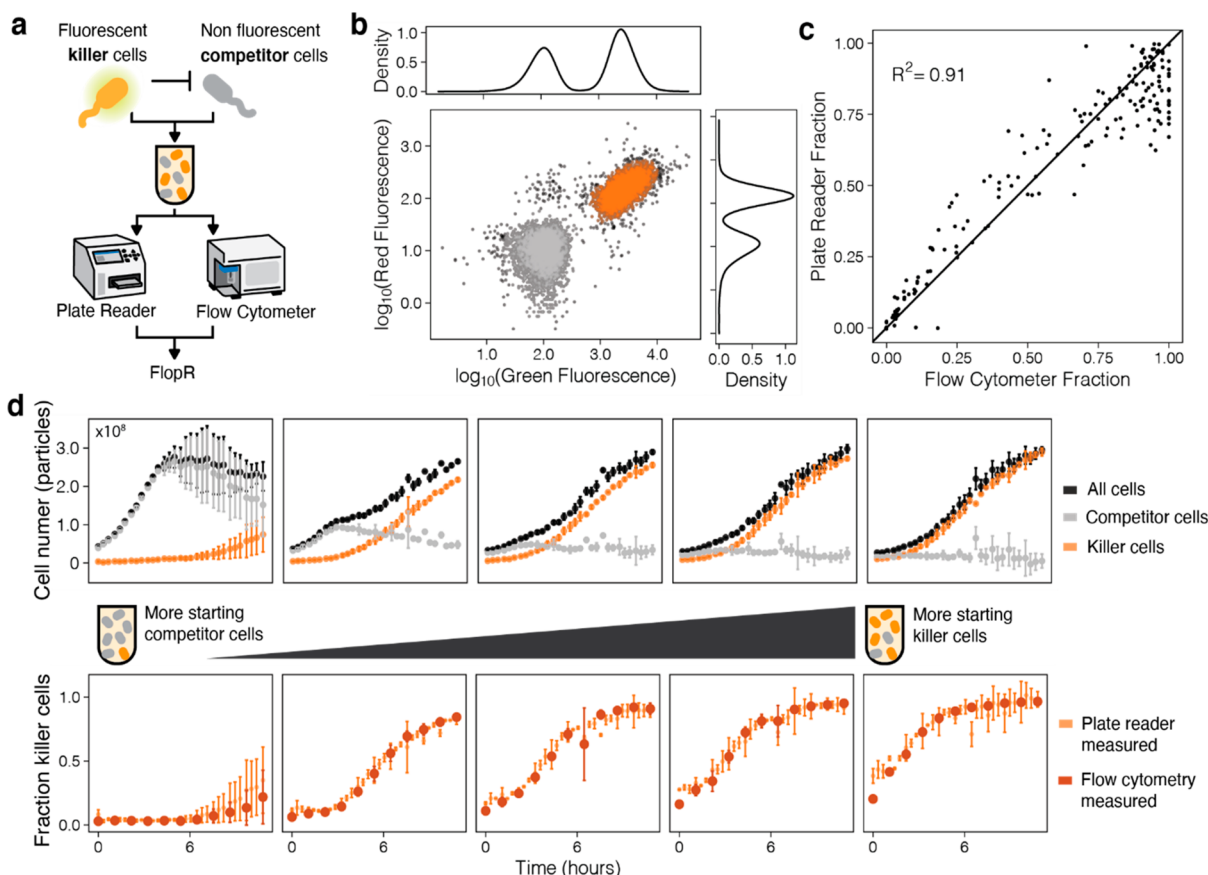 a
Fluorescent
killer cells
Non fluorescent
competitor cells
Plate Reader
Flow Cytometer
FlopR
b
Density
1.0
0.5
0.0
log10(Red Fluorescence)
3.0
2.0
1.0
0.0
1.0
2.0
3.0
4.0
log10(Green Fluorescence)
0.0
0.5
1.0
Density
c
Plate Reader Fraction
1.00
0.75
0.50
0.25
0.00
R2= 0.91
0.00
0.25
0.50
0.75
1.00
Flow Cytometer Fraction
d
Cell numer (particles)
x10^8
3.0
2.0
1.0
0
All cells
Competitor cells
Killer cells
More starting
competitor cells
More starting
killer cells
Fraction killer cells
1.0
0.5
0.0
0
6
0
6
0
6
0
6
0
6
Time (hours)
Plate reader
measured
Flow cytometry
measured